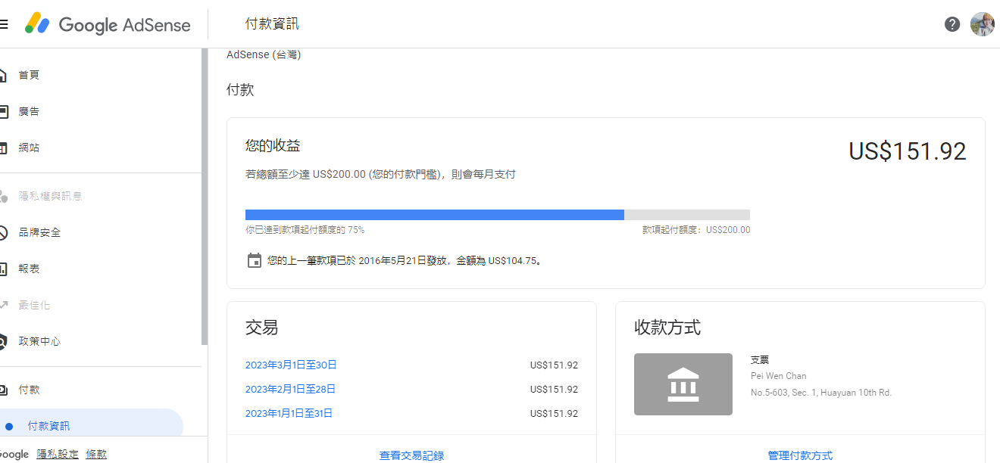 Google AdSense
付款資訊
AdSense (台灣)
首頁
廣告
網站
隱私權與訊息
品牌安全
報表
最佳化
政策中心
付款
付款資訊
Google 隱私設定 條款
付款
您的收益
US$151.92
若總額至少達 US$200.00 (您的付款門檻)，則會每月支付
你已達到款項起付額度的 75%
款項起付額度：US$200.00
您的上一筆款項已於 2016年5月21日發放，金額為 US$104.75。
交易
2023年3月1日至30日 US$151.92
2023年2月1日至28日 US$151.92
2023年1月1日至31日 US$151.92
查看交易記錄
收款方式
支票
Pei Wen Chan
No.5-603, Sec. 1, Huayuan 10th Rd.
管理付款方式